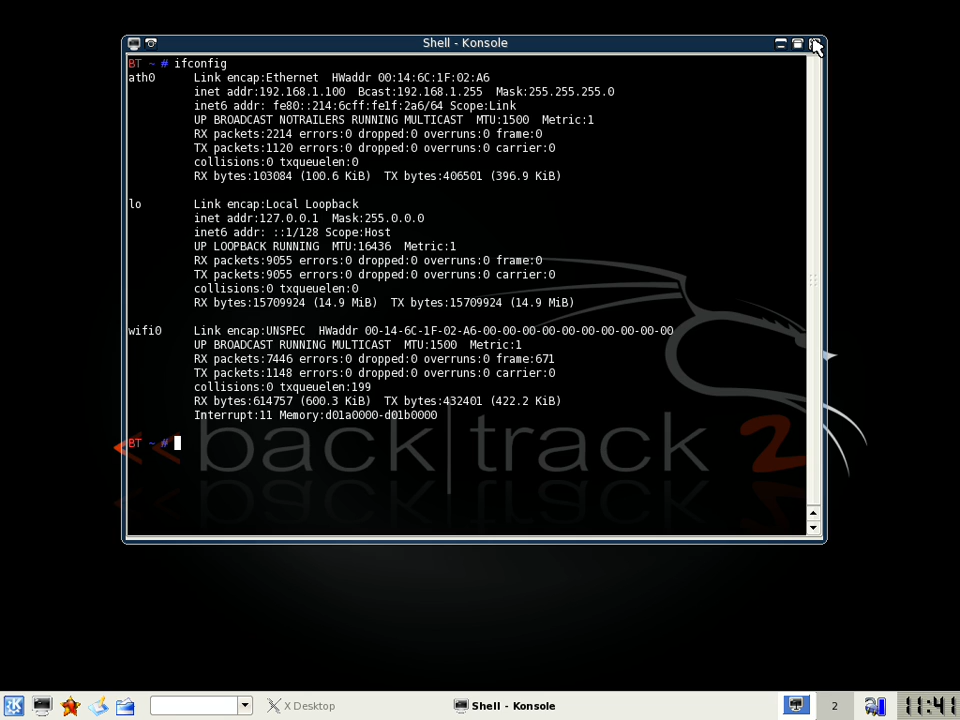 Shell - Konsole
BT ~ # ifconfig
ath0 Link encap:Ethernet HWaddr 00:14:6C:1F:02:A6
inet addr:192.168.1.100 Bcast:192.168.1.255 Mask:255.255.255.0
inet6 addr: fe80::214:6cff:fe1f:2a6/64 Scope:Link
UP BROADCAST NOTRAILERS RUNNING MULTICAST MTU:1500 Metric:1
RX packets:2214 errors:0 dropped:0 overruns:0 frame:0
TX packets:1120 errors:0 dropped:0 overruns:0 carrier:0
collisions:0 txqueuelen:0
RX bytes:103084 (100.6 KiB) TX bytes:406501 (396.9 KiB)
lo Link encap:Local Loopback
inet addr:127.0.0.1 Mask:255.0.0.0
inet6 addr: ::1/128 Scope:Host
UP LOOPBACK RUNNING MTU:16436 Metric:1
RX packets:9055 errors:0 dropped:0 overruns:0 frame:0
TX packets:9055 errors:0 dropped:0 overruns:0 carrier:0
collisions:0 txqueuelen:0
RX bytes:15709924 (14.9 MiB) TX bytes:15709924 (14.9 MiB)
wifi0 Link encap:UNSPEC HWaddr 00-14-6C-1F-02-A6-00-00-00-00-00-00-00-00-00-00
UP BROADCAST RUNNING MULTICAST MTU:1500 Metric:1
RX packets:7446 errors:0 dropped:0 overruns:0 frame:671
TX packets:1148 errors:0 dropped:0 overruns:0 carrier:0
collisions:0 txqueuelen:199
RX bytes:614757 (600.3 KiB) TX bytes:432401 (422.2 KiB)
Interrupt:11 Memory:d01a0000-d01b0000
BT ~ #
<< back|track 2
X Desktop
Shell - Konsole
2
11:41